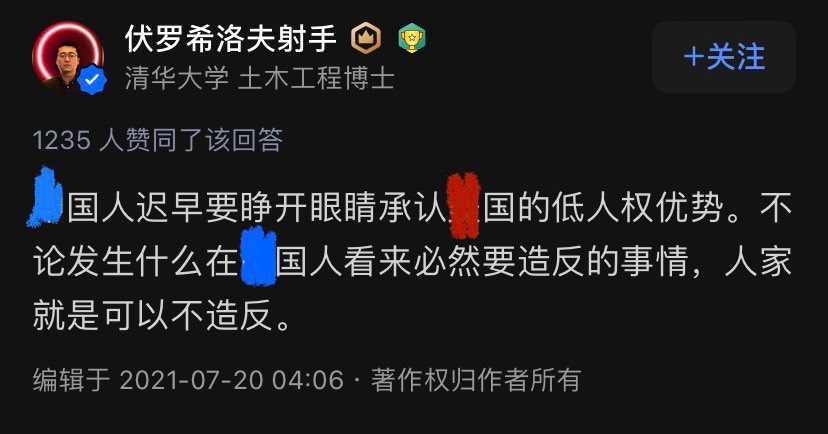 伏罗希洛夫射手
清华大学 土木工程博士
+关注
1235 人赞同了该回答
国人迟早要睁开眼睛承认 国的低人权优势。不
论发生什么在 国人看来必然要造反的事情，人家
就是可以不造反。
编辑于 2021-07-20 04:06 · 著作权归作者所有